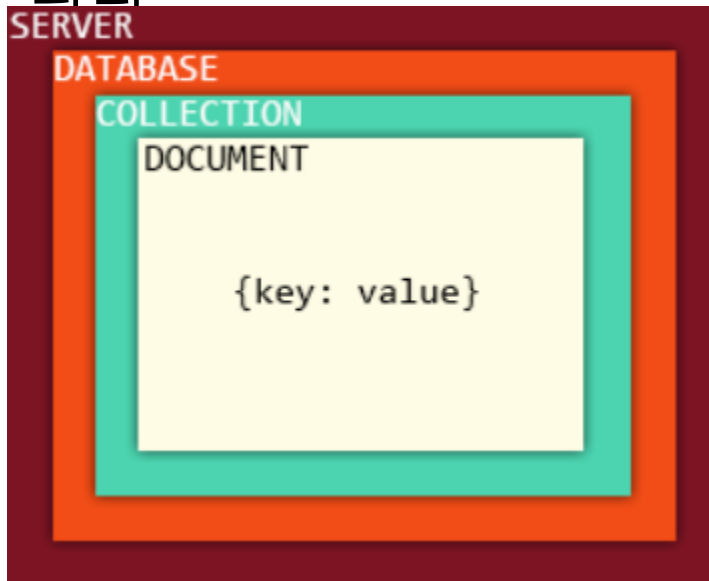 SERVER
DATABASE
COLLECTION
DOCUMENT
{key: value}